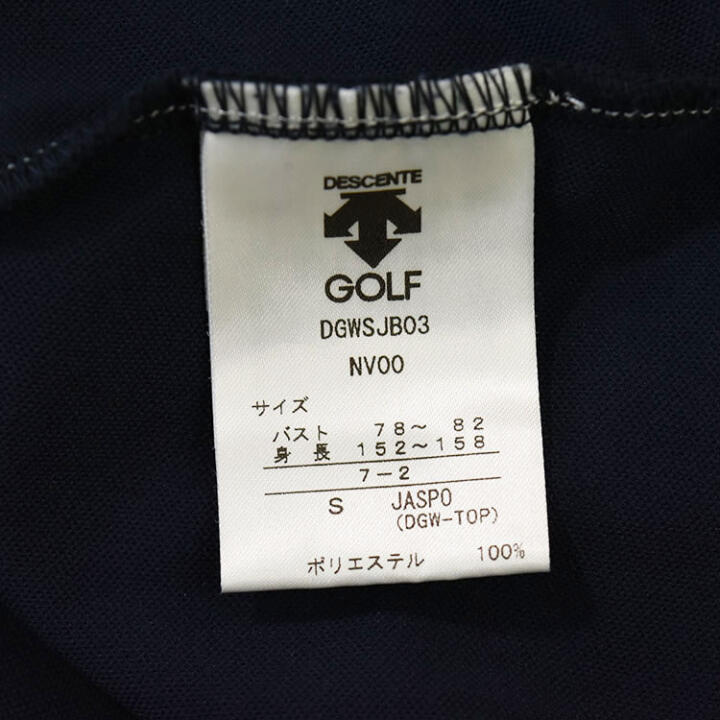 DESCENTE
GOLF
DGWSJB03
NV00
サイズ
バスト 78～ 82
身 長 152～158
7－2
S JASPO
(DGW-TOP)
ポリエステル 100%